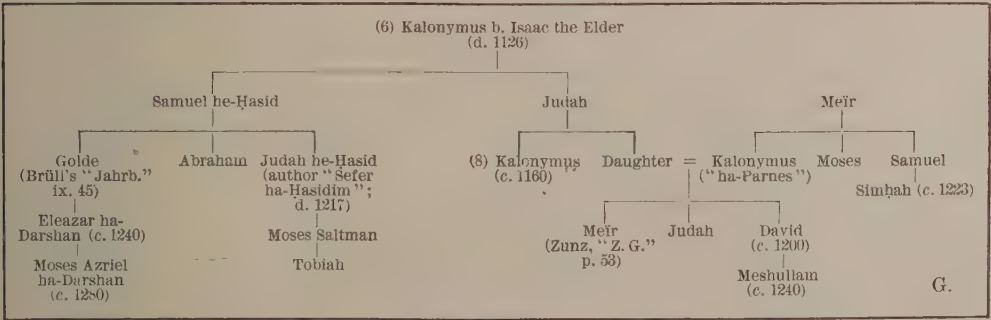 (6) Kalonymus b. Isaac the Elder
(d. 1126)
Samuel he-Ḥasid Judah Meïr
Golde Abraham Judah he-Ḥasid (8) Kalonymus Daughter = Kalonymus Moses Samuel
(Brüll's "Jahrb." (author "Sefer (c. 1160) ("ha-Parnes")
ix. 45) ha-Ḥasidim"; Simḥah (c. 1223)
d. 1217)
Eleazar ha-
Darshan (c. 1240) Moses Saltman Meïr Judah David
(Zunz, "Z. G." (c. 1200)
Moses Azriel Tobiah p. 53)
ha-Darshan Meshullam
(c. 1280) (c. 1240) G.